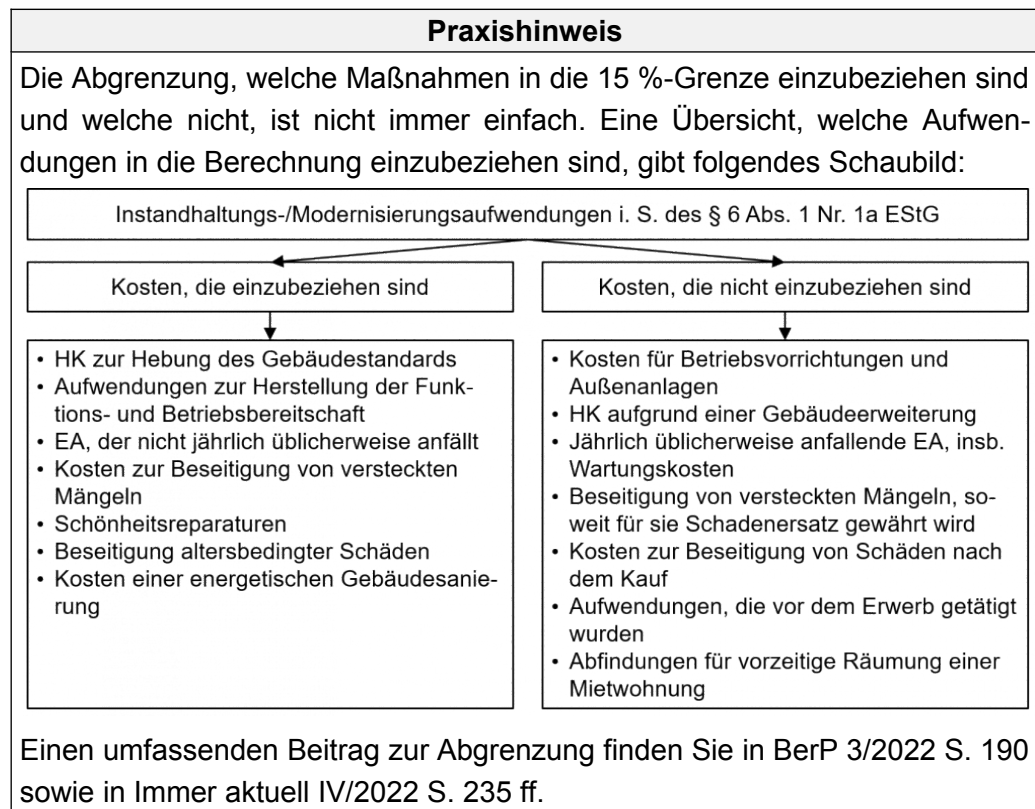 Praxishinweis
Die Abgrenzung, welche Maßnahmen in die 15 %-Grenze einzubeziehen sind
und welche nicht, ist nicht immer einfach. Eine Übersicht, welche Aufwen-
dungen in die Berechnung einzubeziehen sind, gibt folgendes Schaubild:
Instandhaltungs-/Modernisierungsaufwendungen i. S. des § 6 Abs. 1 Nr. 1a EStG
Kosten, die einzubeziehen sind
• HK zur Hebung des Gebäudestandards
• Aufwendungen zur Herstellung der Funk-
tions- und Betriebsbereitschaft
• EA, der nicht jährlich üblicherweise anfällt
• Kosten zur Beseitigung von versteckten
Mängeln
• Schönheitsreparaturen
• Beseitigung altersbedingter Schäden
• Kosten einer energetischen Gebäudesanie-
rung
Kosten, die nicht einzubeziehen sind
• Kosten für Betriebsvorrichtungen und
Außenanlagen
• HK aufgrund einer Gebäudeerweiterung
• Jährlich üblicherweise anfallende EA, insb.
Wartungskosten
• Beseitigung von versteckten Mängeln, so-
weit für sie Schadenersatz gewährt wird
• Kosten zur Beseitigung von Schäden nach
dem Kauf
• Aufwendungen, die vor dem Erwerb getätigt
wurden
• Abfindungen für vorzeitige Räumung einer
Mietwohnung
Einen umfassenden Beitrag zur Abgrenzung finden Sie in BerP 3/2022 S. 190
sowie in Immer aktuell IV/2022 S. 235 ff.